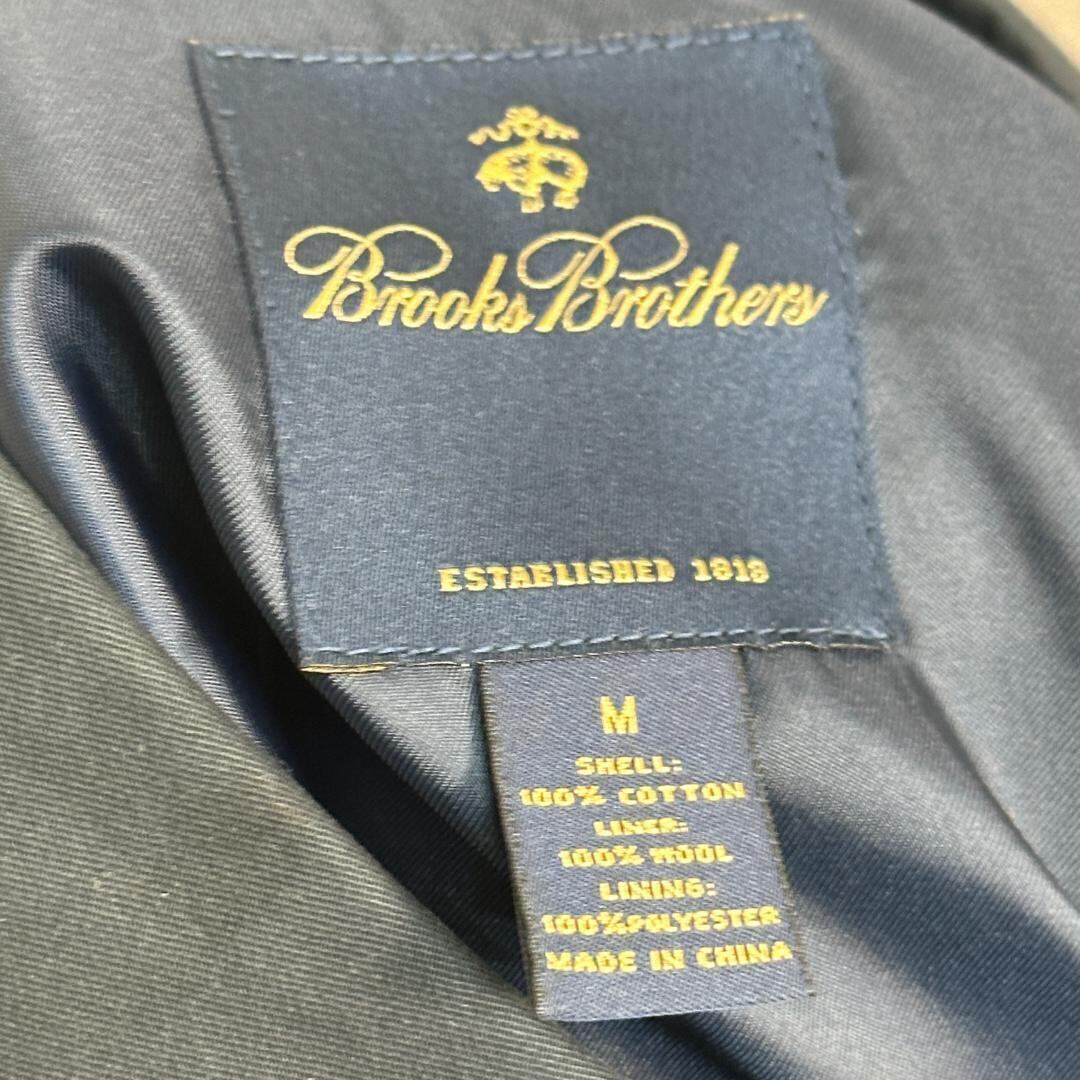 Brooks Brothers
ESTABLISHED 1818
M
SHELL:
100% COTTON
LINER:
100% WOOL
LINING:
100%POLYESTER
MADE IN CHINA